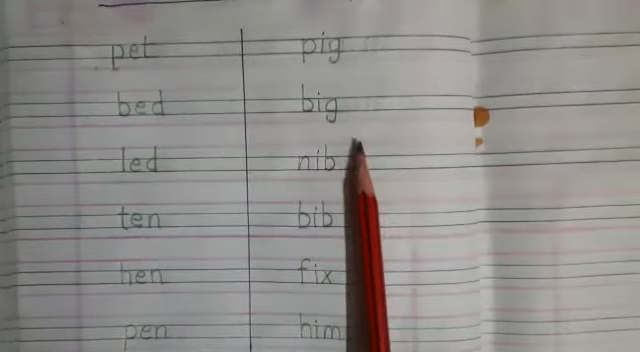 pet pig
bed big
led nib
ten bib
hen fix
pen him